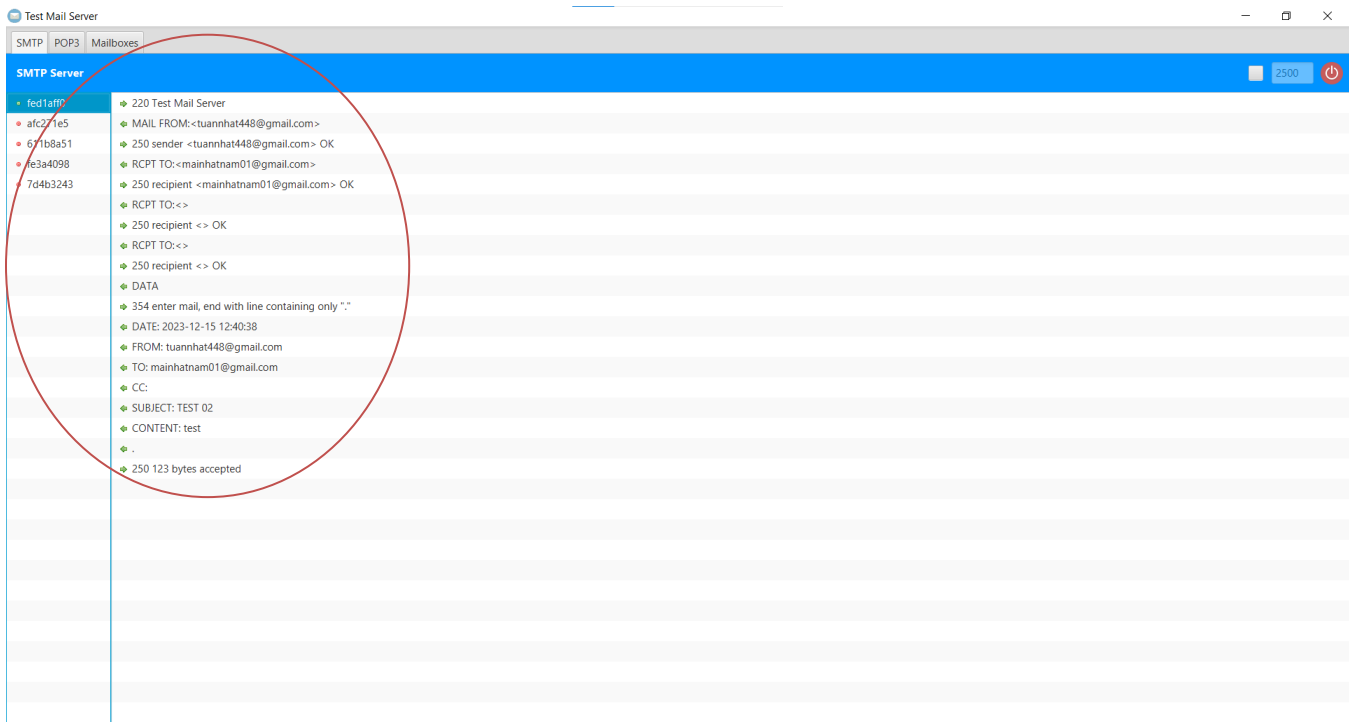 Test Mail Server
SMTP POP3 Mailboxes
SMTP Server 2500
fed1aff0
afc271e5
611b8a51
fe3a4098
7d4b3243
220 Test Mail Server
MAIL FROM:<tuannhat448@gmail.com>
250 sender <tuannhat448@gmail.com> OK
RCPT TO:<mainhatnam01@gmail.com>
250 recipient <mainhatnam01@gmail.com> OK
RCPT TO:<>
250 recipient <> OK
RCPT TO:<>
250 recipient <> OK
DATA
354 enter mail, end with line containing only "."
DATE: 2023-12-15 12:40:38
FROM: tuannhat448@gmail.com
TO: mainhatnam01@gmail.com
CC:
SUBJECT: TEST 02
CONTENT: test
.
250 123 bytes accepted